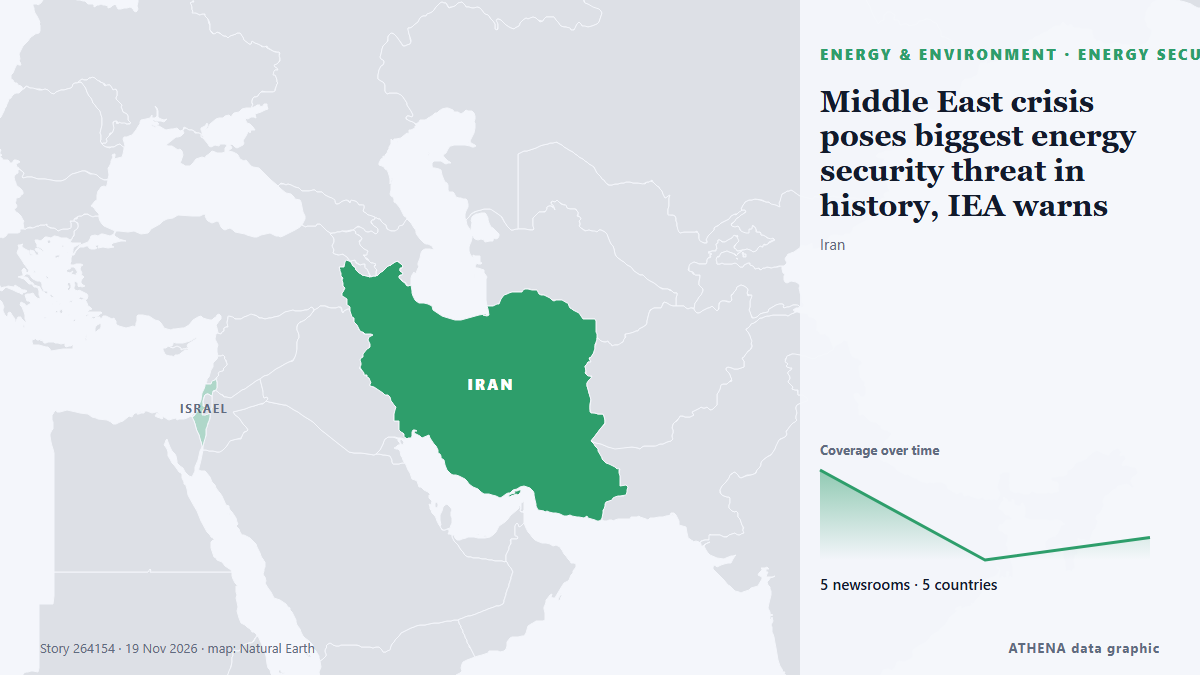 ENERGY & ENVIRONMENT · ENERGY SECU
Middle East crisis
poses biggest energy
security threat in
history, IEA warns
Iran
IRAN
ISRAEL
Coverage over time
5 newsrooms · 5 countries
Story 264154 · 19 Nov 2026 · map: Natural Earth
ATHENA data graphic